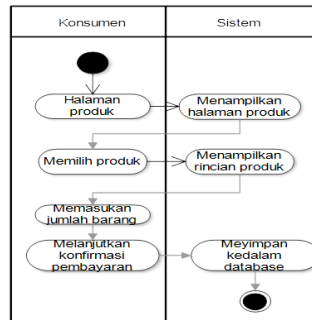 Konsumen
Sistem
Halaman
produk
Menampilkan
halaman produk
Memilih produk
Menampilkan
rincian produk
Memasukan
jumlah barang
Melanjutkan
konfirmasi
pembayaran
Meyimpan
kedalam
database